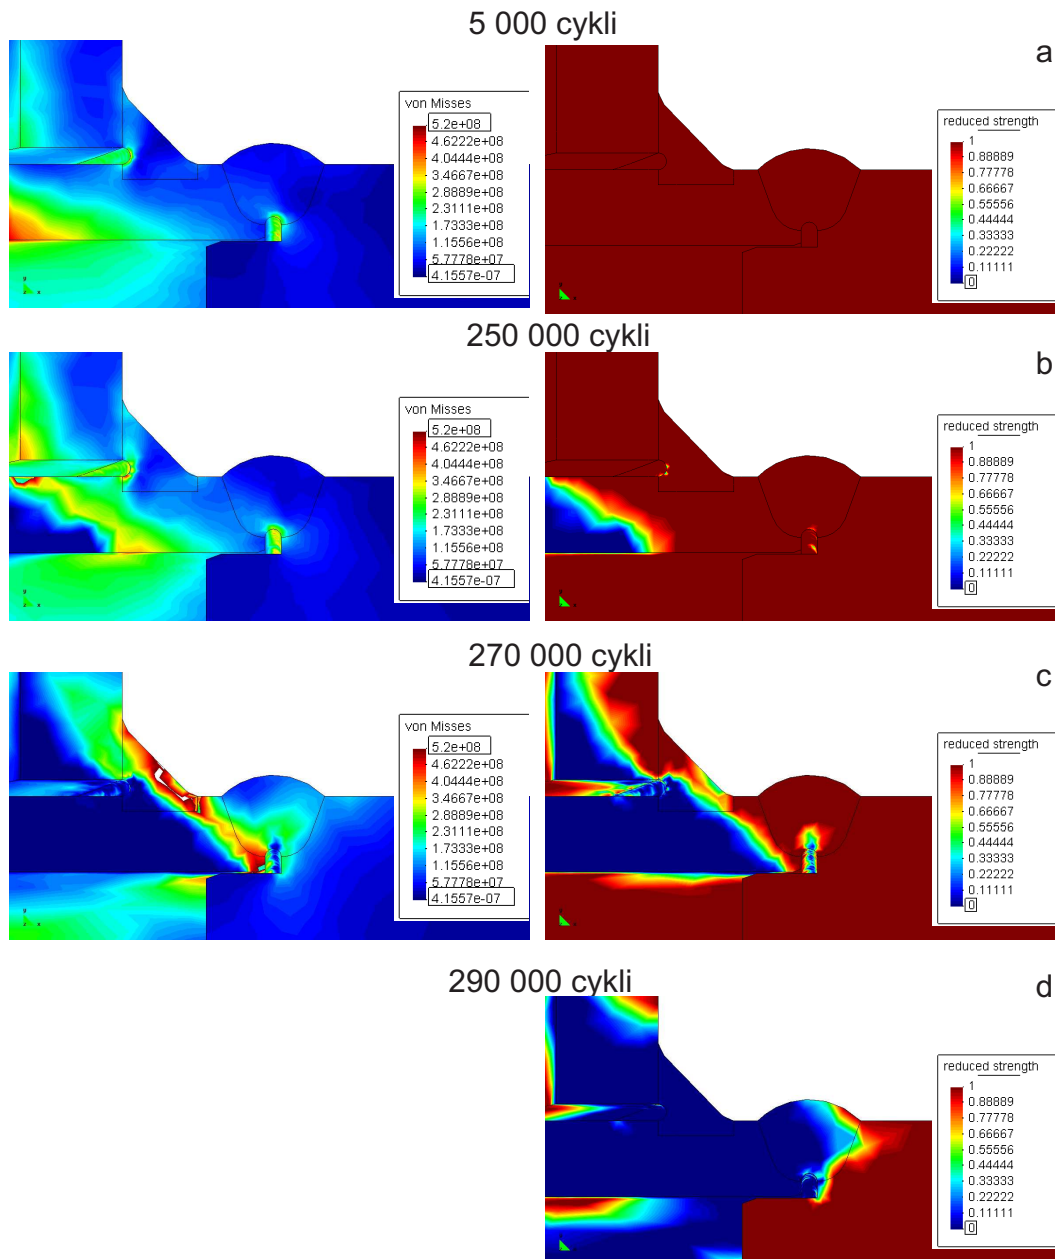 5 000 cykli
a
von Misses
5.2e+08
4.6222e+08
4.0444e+08
3.4667e+08
2.8889e+08
2.3111e+08
1.7333e+08
1.1556e+08
5.7778e+07
4.1557e-07
y
z x
reduced strength
1
0.88889
0.77778
0.66667
0.55556
0.44444
0.33333
0.22222
0.11111
0
250 000 cykli
b
von Misses
5.2e+08
4.6222e+08
4.0444e+08
3.4667e+08
2.8889e+08
2.3111e+08
1.7333e+08
1.1556e+08
5.7778e+07
4.1557e-07
y
z x
reduced strength
1
0.88889
0.77778
0.66667
0.55556
0.44444
0.33333
0.22222
0.11111
0
270 000 cykli
c
von Misses
5.2e+08
4.6222e+08
4.0444e+08
3.4667e+08
2.8889e+08
2.3111e+08
1.7333e+08
1.1556e+08
5.7778e+07
4.1557e-07
y
z x
reduced strength
1
0.88889
0.77778
0.66667
0.55556
0.44444
0.33333
0.22222
0.11111
0
290 000 cykli
d
reduced strength
1
0.88889
0.77778
0.66667
0.55556
0.44444
0.33333
0.22222
0.11111
0